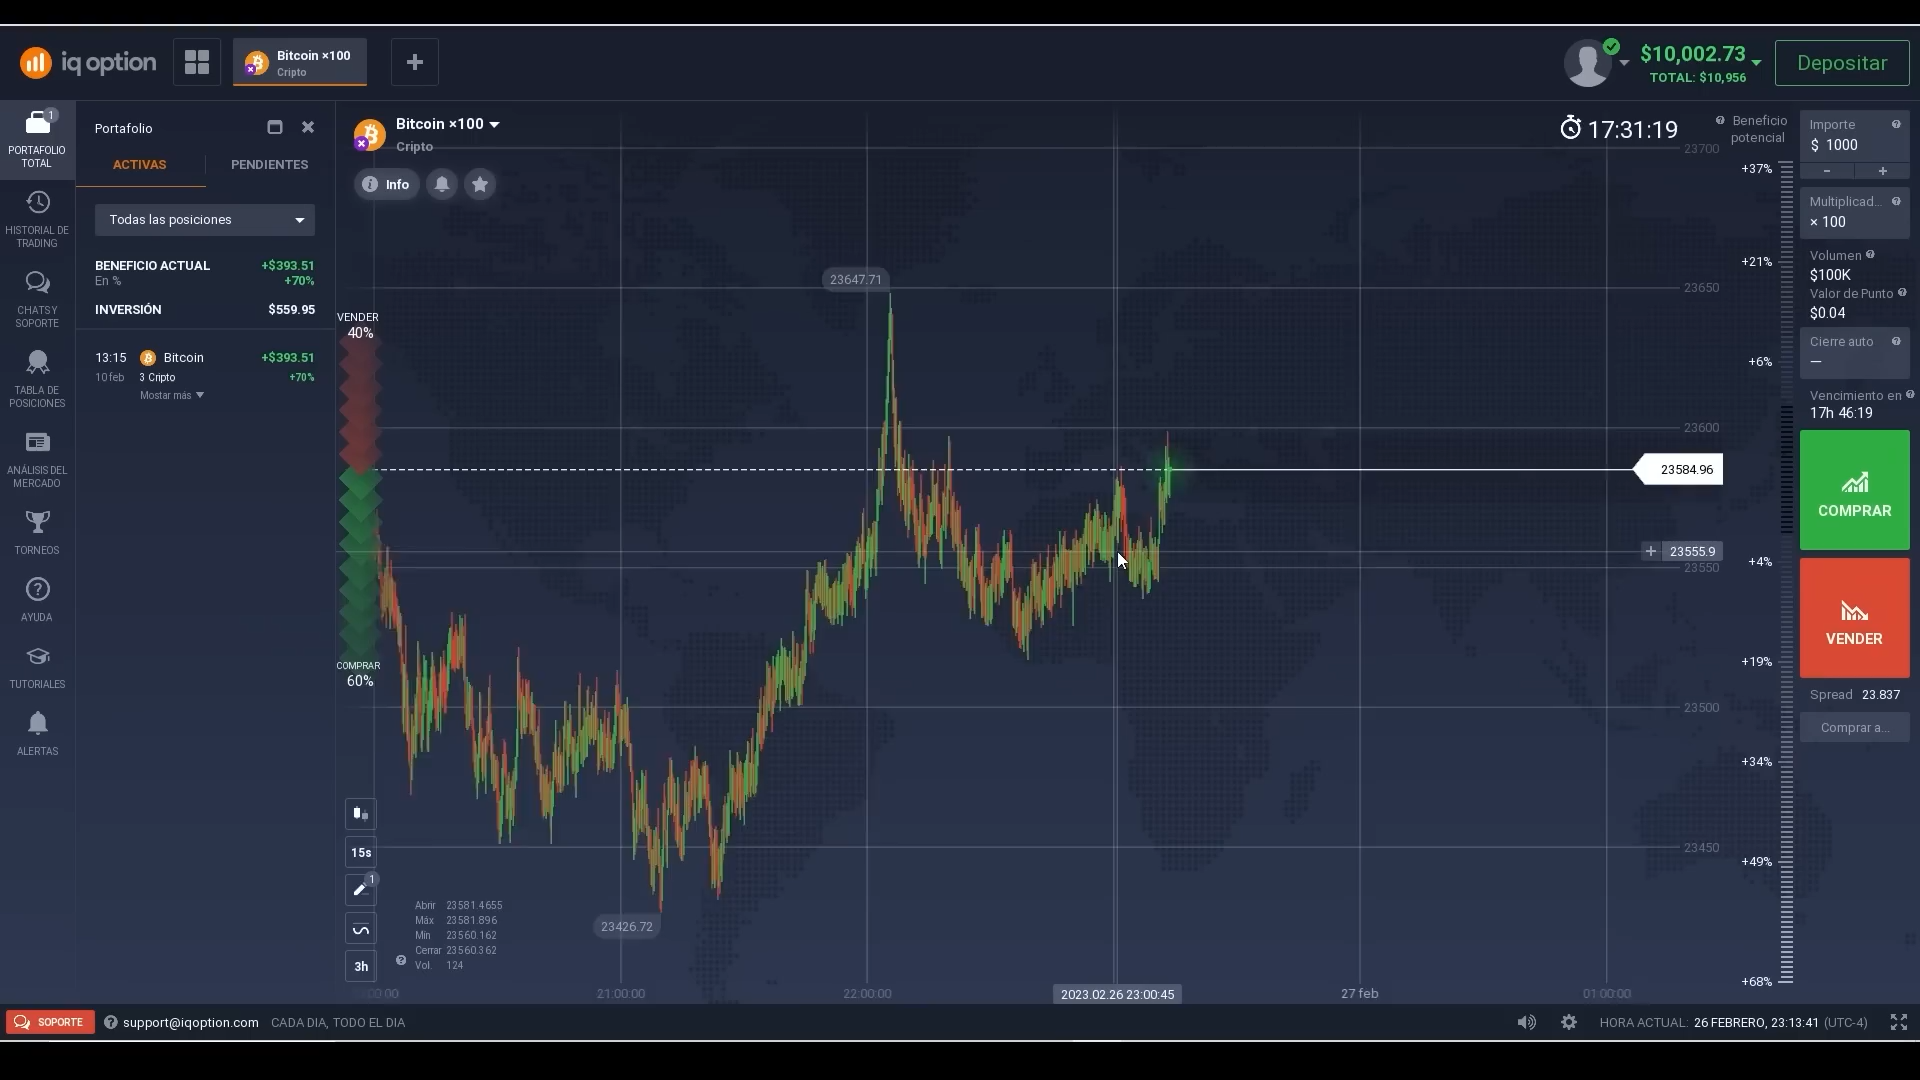 iq option
Bitcoin ×100
Cripto
$10,002.73
TOTAL: $10,956
Depositar
1
PORTAFOLIO
TOTAL
HISTORIAL DE
TRADING
CHATS Y
SOPORTE
TABLA DE
POSICIONES
ANÁLISIS DEL
MERCADO
TORNEOS
AYUDA
TUTORIALES
ALERTAS
Portafolio
ACTIVAS
PENDIENTES
Todas las posiciones
BENEFICIO ACTUAL +$393.51
En % +70%
INVERSIÓN $559.95
13:15 Bitcoin +$393.51
10 feb 3 Cripto +70%
Mostar más
Bitcoin ×100
Cripto
Info
17:31:19
Beneficio
potencial
VENDER
40%
COMPRAR
60%
23647.71
23426.72
23700
23650
23600
23584.96
+ 23555.9
23550
23500
23450
+37%
+21%
+6%
+4%
+19%
+34%
+49%
+68%
15s
1
3h
Abrir 23581.4655
Máx 23581.896
Mín 23560.162
Cerrar 23560.362
Vol. 124
21:00:00
22:00:00
2023.02.26 23:00:45
27 feb
01:00:00
Importe
$ 1000
- +
Multiplicad...
× 100
Volumen
$100K
Valor de Punto
$0.04
Cierre auto
—
Vencimiento en
17h 46:19
COMPRAR
VENDER
Spread 23.837
Comprar a...
SOPORTE
support@iqoption.com CADA DIA, TODO EL DIA
HORA ACTUAL: 26 FEBRERO, 23:13:41 (UTC-4)